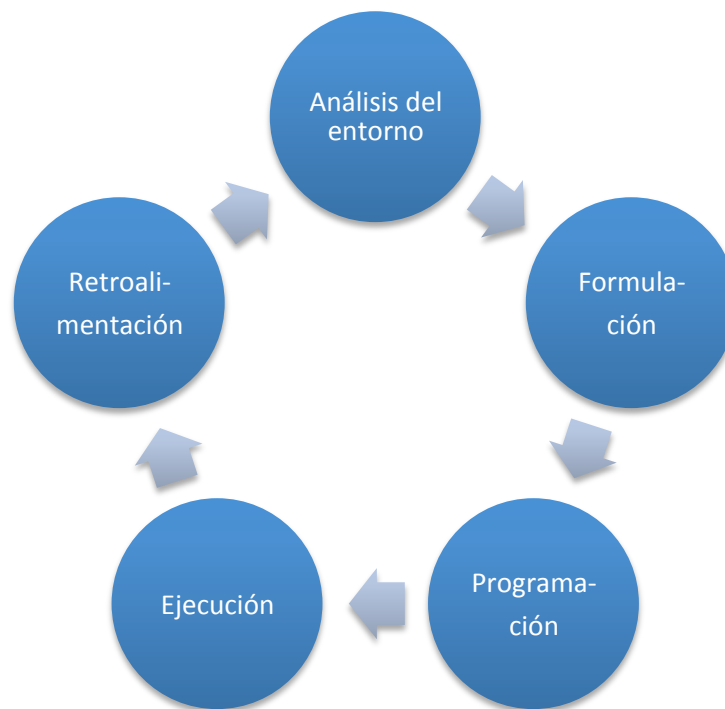 Análisis del
entorno
Formula-
ción
Programa-
ción
Ejecución
Retroali-
mentación